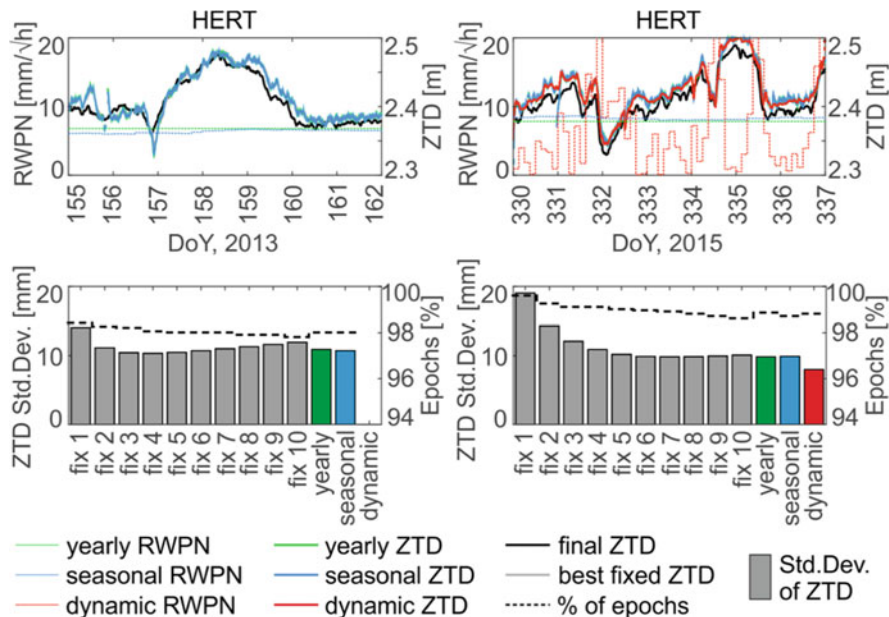 HERT
HERT
RWPN [mm/√h]
20
10
0
2.5
2.4
2.3
2.2
ZTD [m]
155
156
157
158
159
160
161
162
DoY, 2013
RWPN [mm/√h]
20
10
0
2.5
2.4
2.3
2.2
ZTD [m]
330
331
332
333
334
335
336
337
DoY, 2015
ZTD Std.Dev. [mm]
20
10
0
100
98
96
94
Epochs [%]
fix 1
fix 2
fix 3
fix 4
fix 5
fix 6
fix 7
fix 8
fix 9
fix 10
yearly
seasonal
dynamic
ZTD Std.Dev. [mm]
20
10
0
100
98
96
94
Epochs [%]
fix 1
fix 2
fix 3
fix 4
fix 5
fix 6
fix 7
fix 8
fix 9
fix 10
yearly
seasonal
dynamic
yearly RWPN
yearly ZTD
final ZTD
seasonal RWPN
seasonal ZTD
best fixed ZTD
dynamic RWPN
dynamic ZTD
% of epochs
Std.Dev.
of ZTD